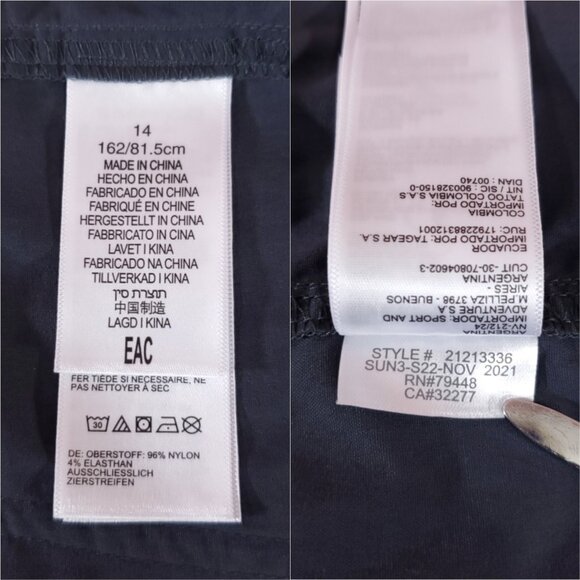 14
162/81.5cm
MADE IN CHINA
HECHO EN CHINA
FABRICADO EN CHINA
FABRIQUÉ EN CHINE
HERGESTELLT IN CHINA
FABBRICATO IN CINA
LAVET I KINA
FABRICADO NA CHINA
TILLVERKAD I KINA
תוצרת סין
中国制造
LAGD I KINA
EAC
FER TIÈDE SI NÉCESSAIRE, NE
PAS NETTOYER À SEC
30
DE: OBERSTOFF: 96% NYLON
4% ELASTHAN
AUSSCHLIESSLICH
ZIERSTREIFEN
NV-212/24
IMPORTADOR: SPORT AND
ADVENTURE S.A
M.PELLIZA 3798 - BUENOS
AIRES -
ARGENTINA
CUIT -30-70804602-3
ECUADOR
IMPORTADO POR: TAGEAR S.A.
RUC: 1792288312001
COLOMBIA
IMPORTADO POR:
TATOO COLOMBIA S.A.S
NIT / SIC : 900328150-0
DIAN : 00740
STYLE # 21213336
SUN3-S22-NOV 2021
RN#79448
CA#32277